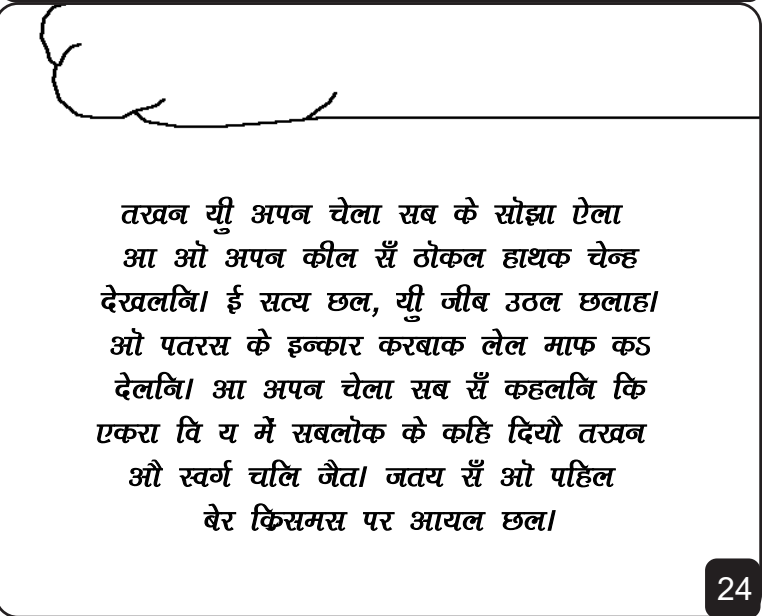 तखन यीु अपन चेला सब के सॊझा ऐला
आ ऒ अपन कील सँ ठॊकल हाथक चेन्ह
देखलनि। ई सत्य छल, यीु जीब उठल छलाह।
ऒ पतरस के इन्कार करबाक लेल माफ कऽ
देलनि। आ अपन चेला सब सँ कहलनि कि
एकरा वि य में सबलॊक के कहि दियौ तखन
औ स्वर्ग चलि जैत। जतय सँ ऒ पहिल
बेर क्रिसमस पर आयल छल।
24